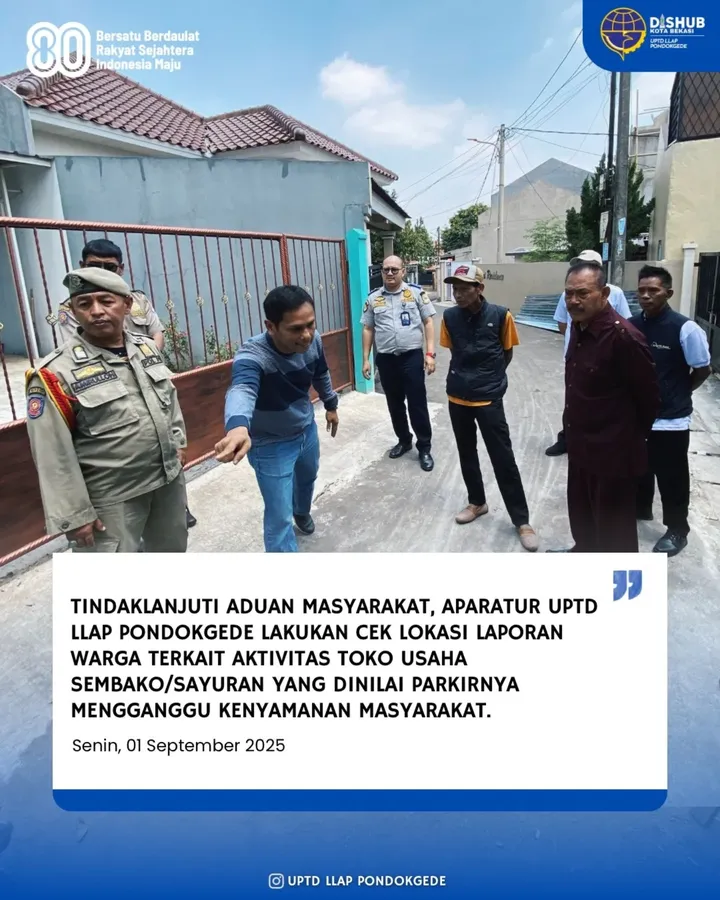 80
Bersatu Berdaulat
Rakyat Sejahtera
Indonesia Maju
DISHUB
KOTA BEKASI
UPTD LLAP
PONDOKGEDE
TINDAKLANJUTI ADUAN MASYARAKAT, APARATUR UPTD
LLAP PONDOKGEDE LAKUKAN CEK LOKASI LAPORAN
WARGA TERKAIT AKTIVITAS TOKO USAHA
SEMBAKO/SAYURAN YANG DINILAI PARKIRNYA
MENGGANGGU KENYAMANAN MASYARAKAT.
Senin, 01 September 2025
UPTD LLAP PONDOKGEDE